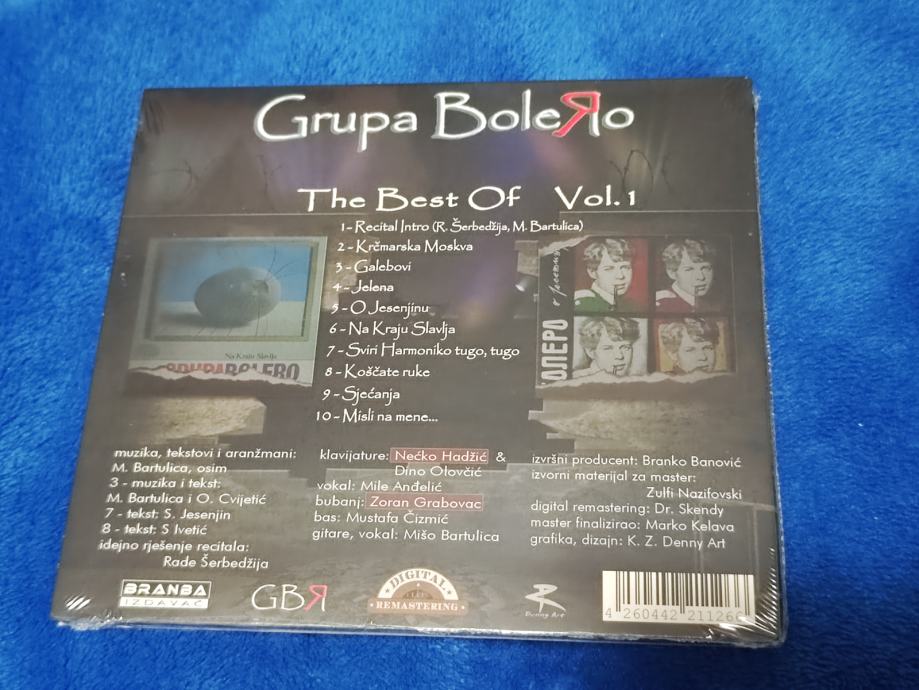 Grupa BoleЯo
The Best Of Vol. 1
1 - Recital Intro (R. Šerbedžija, M. Bartulica)
2 - Krčmarska Moskva
3 - Galebovi
4 - Jelena
5 - O Jesenjinu
6 - Na Kraju Slavlja
7 - Sviri Harmoniko tugo, tugo
8 - Koščate ruke
9 - Sjećanja
10 - Misli na mene...
Na Kraju Slavlja
GRUPABOLERO
muzika, tekstovi i aranžmani:
M. Bartulica, osim
3 - muzika i tekst:
M. Bartulica i O. Cvijetić
7 - tekst: S. Jesenjin
8 - tekst: S Ivetić
idejno rješenje recitala:
Rade Šerbedžija
klavijature: Nećko Hadžić &
Dino Olovčić
vokal: Mile Anđelić
bubanj: Zoran Grabovac
bas: Mustafa Čizmić
gitare, vokal: Mišo Bartulica
izvršni producent: Branko Banović
izvorni materijal za master:
Zulfi Nazifovski
digital remastering: Dr. Skendy
master finalizirao: Marko Kelava
grafika, dizajn: K. Z. Denny Art
BRANBA
IZDAVAČ
GBЯ
DIGITAL
REMASTERING
Denny Art
4 260442 211266